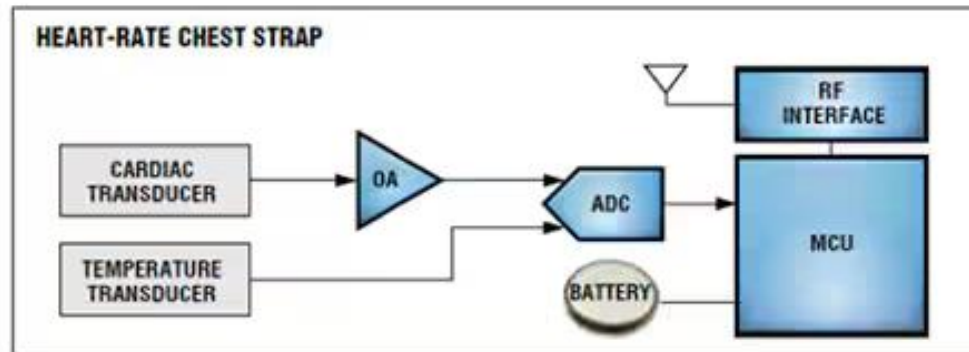 HEART-RATE CHEST STRAP
RF
INTERFACE
CARDIAC
TRANSDUCER
OA
ADC
MCU
TEMPERATURE
TRANSDUCER
BATTERY